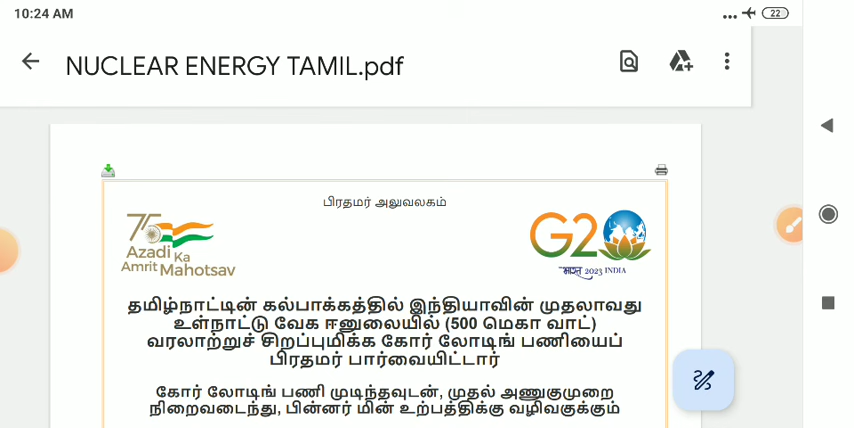 10:24 AM
22
NUCLEAR ENERGY TAMIL.pdf
பிரதமர் அலுவலகம்
75
Azadi Ka
Amrit Mahotsav
G20
भारत 2023 INDIA
தமிழ்நாட்டின் கல்பாக்கத்தில் இந்தியாவின் முதலாவது
உள்நாட்டு வேக ஈனுலையில் (500 மெகா வாட்)
வரலாற்றுச் சிறப்புமிக்க கோர் லோடிங் பணியைப்
பிரதமர் பார்வையிட்டார்
கோர் லோடிங் பணி முடிந்தவுடன், முதல் அணுகுமுறை
நிறைவடைந்து, பின்னர் மின் உற்பத்திக்கு வழிவகுக்கும்